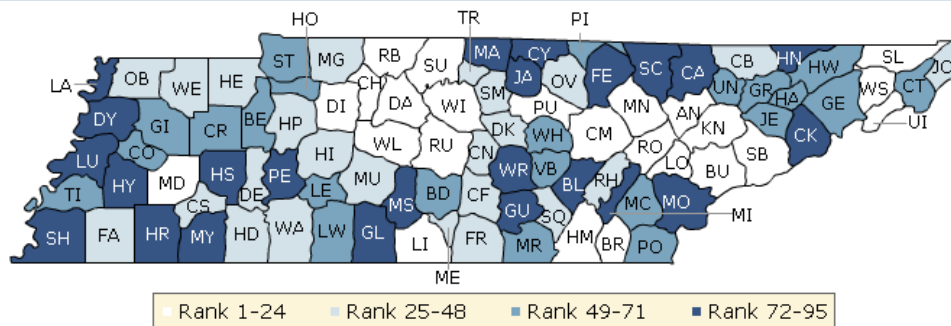 HO TR PI
ST MG RB SU MA CY FE SC CA CB HN HW SL JO
LA OB WE HE CH JA OV UN GR HA WS CT
DY GI CR BE HP DI DA WI SM PU MN AN KN JE GE UI
CO WL RU DK WH CM RO LO CK
LU HY MD HS PE HI CN WR VB BL RH BU SB
TI CS DE LE MU MS BD CF GU SQ MC MO MI
SH FA HR MY HD WA LW GL LI FR MR HM BR PO
ME
Rank 1-24 Rank 25-48 Rank 49-71 Rank 72-95